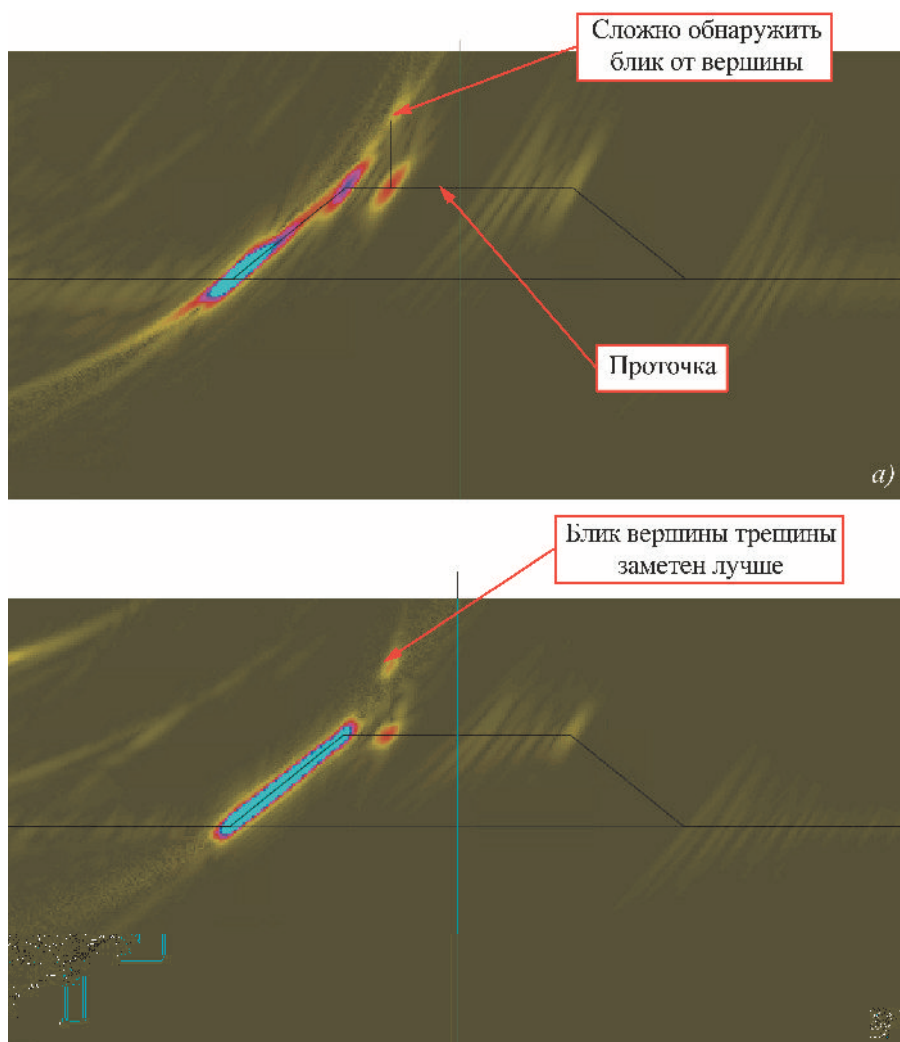 Сложно обнаружить
блик от вершины
Проточка
а)
Блик вершины трещины
заметен лучше